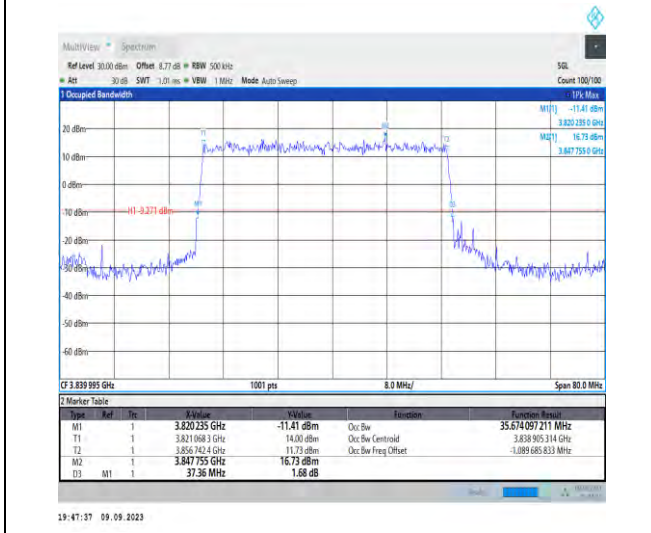 MultiView Spectrum
Ref Level 30.00 dBm Offset 8.77 dB RBW 500 kHz SGL
Att 30 dB SWT 1.01 ms VBW 1 MHz Mode Auto Sweep Count 100/100
1 Occupied Bandwidth 1Pk Max
M1[1] -11.41 dBm
3.820 235 0 GHz
M2[1] 16.73 dBm
3.847 755 0 GHz
20 dBm
T1
M2
T2
10 dBm
0 dBm
M1
D3
-10 dBm
H1 -9.271 dBm
-20 dBm
-30 dBm
-40 dBm
-50 dBm
-60 dBm
CF 3.839 995 GHz 1001 pts 8.0 MHz/ Span 80.0 MHz
2 Marker Table
Type Ref Trc X-Value Y-Value Function Function Result
M1 1 3.820 235 GHz -11.41 dBm Occ Bw 35.674 097 211 MHz
T1 1 3.821 068 3 GHz 14.00 dBm Occ Bw Centroid 3.838 905 314 GHz
T2 1 3.856 742 4 GHz 11.73 dBm Occ Bw Freq Offset -1.089 685 833 MHz
M2 1 3.847 755 GHz 16.73 dBm
D3 M1 1 37.36 MHz 1.68 dB
19:47:37 09.09.2023